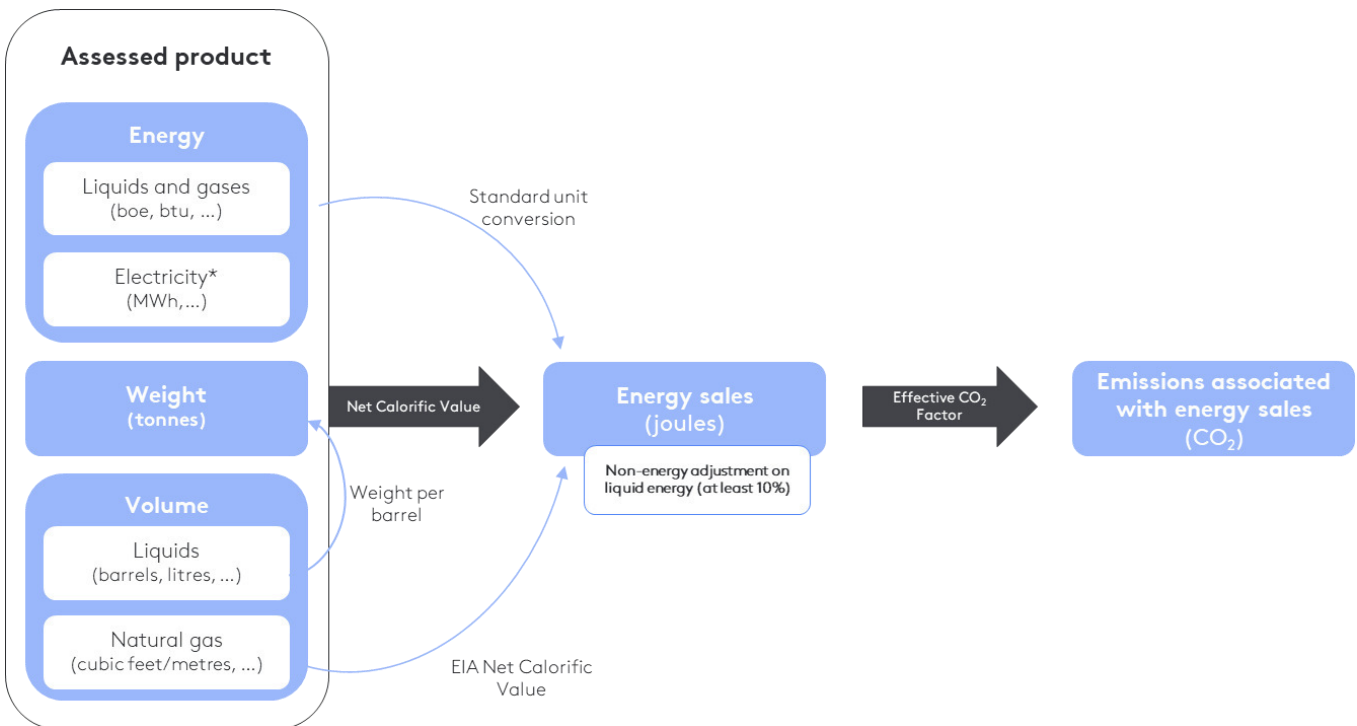 Assessed product
Energy
Liquids and gases
(boe, btu, ...)
Electricity*
(MWh,...)
Weight
(tonnes)
Volume
Liquids
(barrels, litres, ...)
Natural gas
(cubic feet/metres, ...)
Standard unit
conversion
Net Calorific Value
Weight per
barrel
EIA Net Calorific
Value
Energy sales
(joules)
Non-energy adjustment on
liquid energy (at least 10%)
Effective CO₂
Factor
Emissions associated
with energy sales
(CO₂)